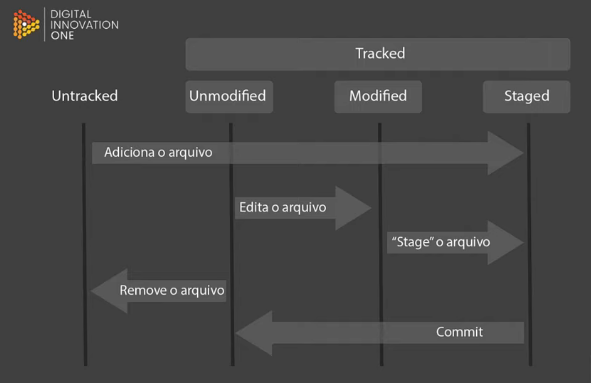 DIGITAL
INNOVATION
ONE
Tracked
Untracked
Unmodified
Modified
Staged
Adiciona o arquivo
Edita o arquivo
“Stage” o arquivo
Remove o arquivo
Commit